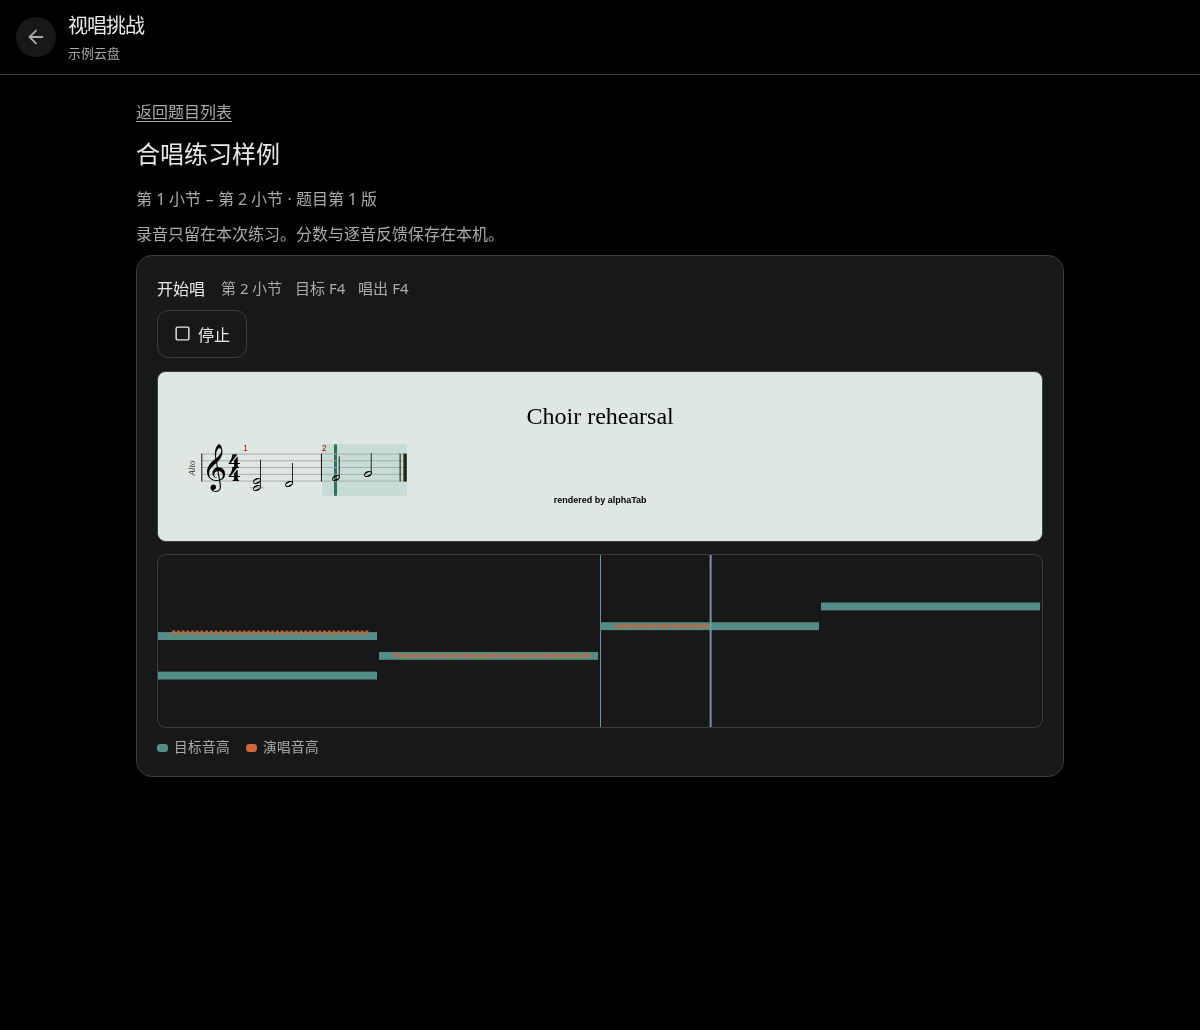 视唱挑战
示例云盘
返回题目列表
合唱练习样例
第 1 小节 – 第 2 小节 · 题目第 1 版
录音只留在本次练习。分数与逐音反馈保存在本机。
开始唱 第 2 小节 目标 F4 唱出 F4
停止
Choir rehearsal
1 2
Alto
4
4
rendered by alphaTab
目标音高 演唱音高